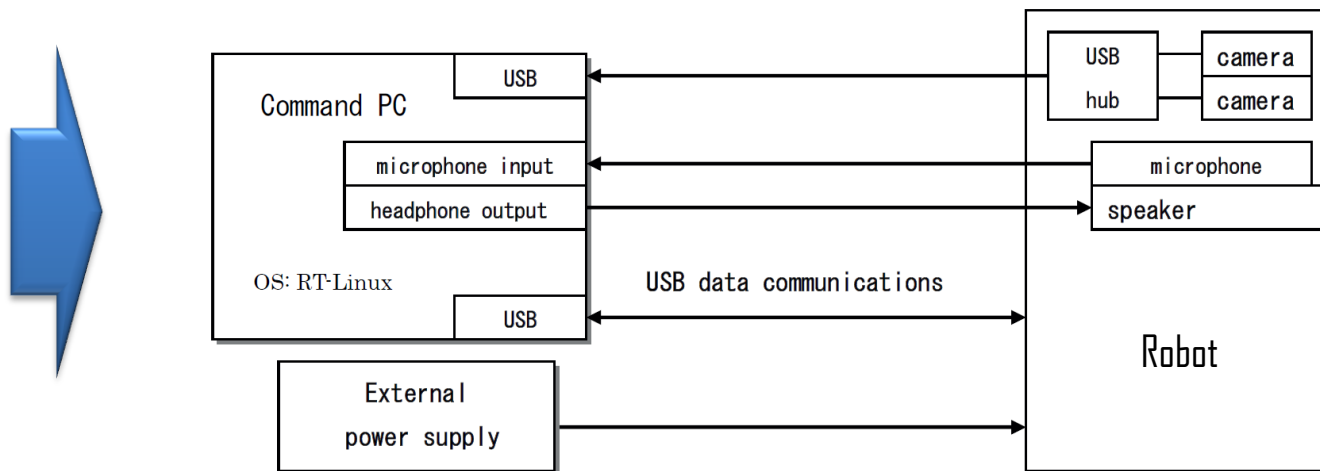 Command PC
USB
microphone input
headphone output
OS: RT-Linux
USB
External
power supply
USB data communications
USB
hub
camera
camera
microphone
speaker
Robot